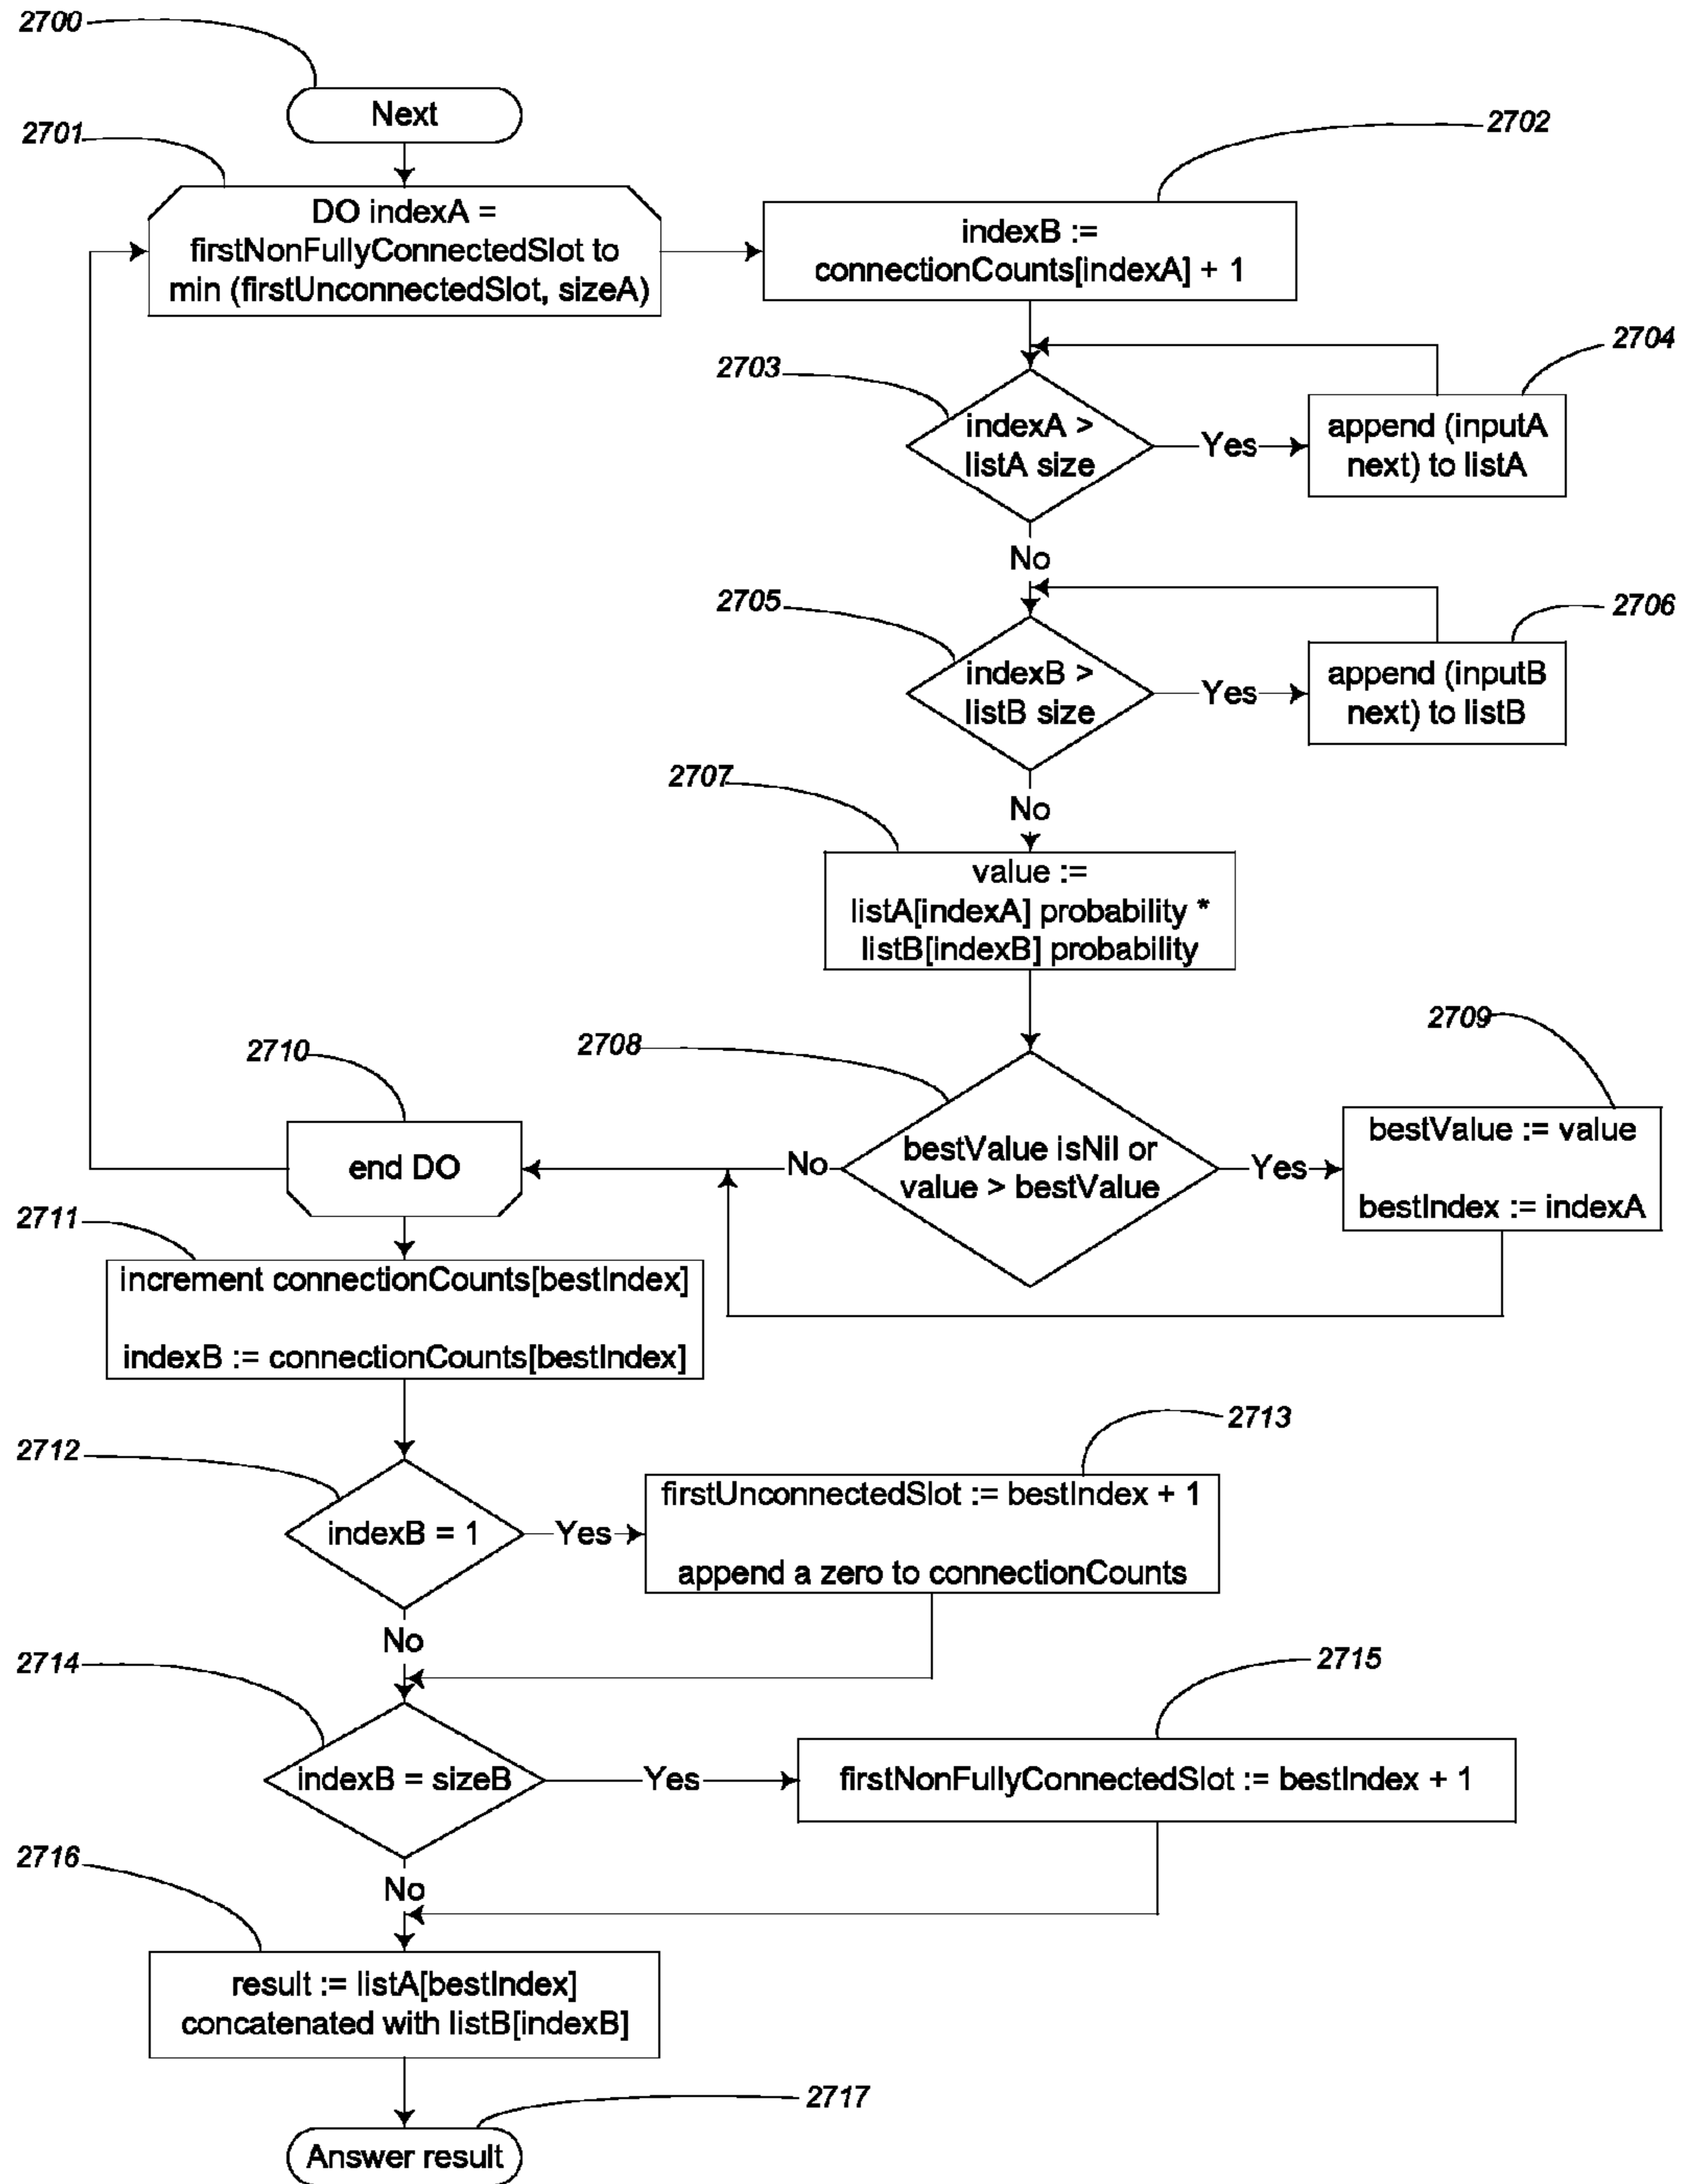 2700
Next
2701
DO indexA =
firstNonFullyConnectedSlot to
min (firstUnconnectedSlot, sizeA)
2702
indexB :=
connectionCounts[indexA] + 1
2703
indexA >
listA size
Yes
2704
append (inputA
next) to listA
No
2705
indexB >
listB size
Yes
2706
append (inputB
next) to listB
No
2707
value :=
listA[indexA] probability *
listB[indexB] probability
2708
bestValue isNil or
value > bestValue
Yes
2709
bestValue := value
bestIndex := indexA
No
2710
end DO
2711
increment connectionCounts[bestIndex]
indexB := connectionCounts[bestIndex]
2712
indexB = 1
Yes
2713
firstUnconnectedSlot := bestIndex + 1
append a zero to connectionCounts
No
2714
indexB = sizeB
Yes
2715
firstNonFullyConnectedSlot := bestIndex + 1
No
2716
result := listA[bestIndex]
concatenated with listB[indexB]
2717
Answer result